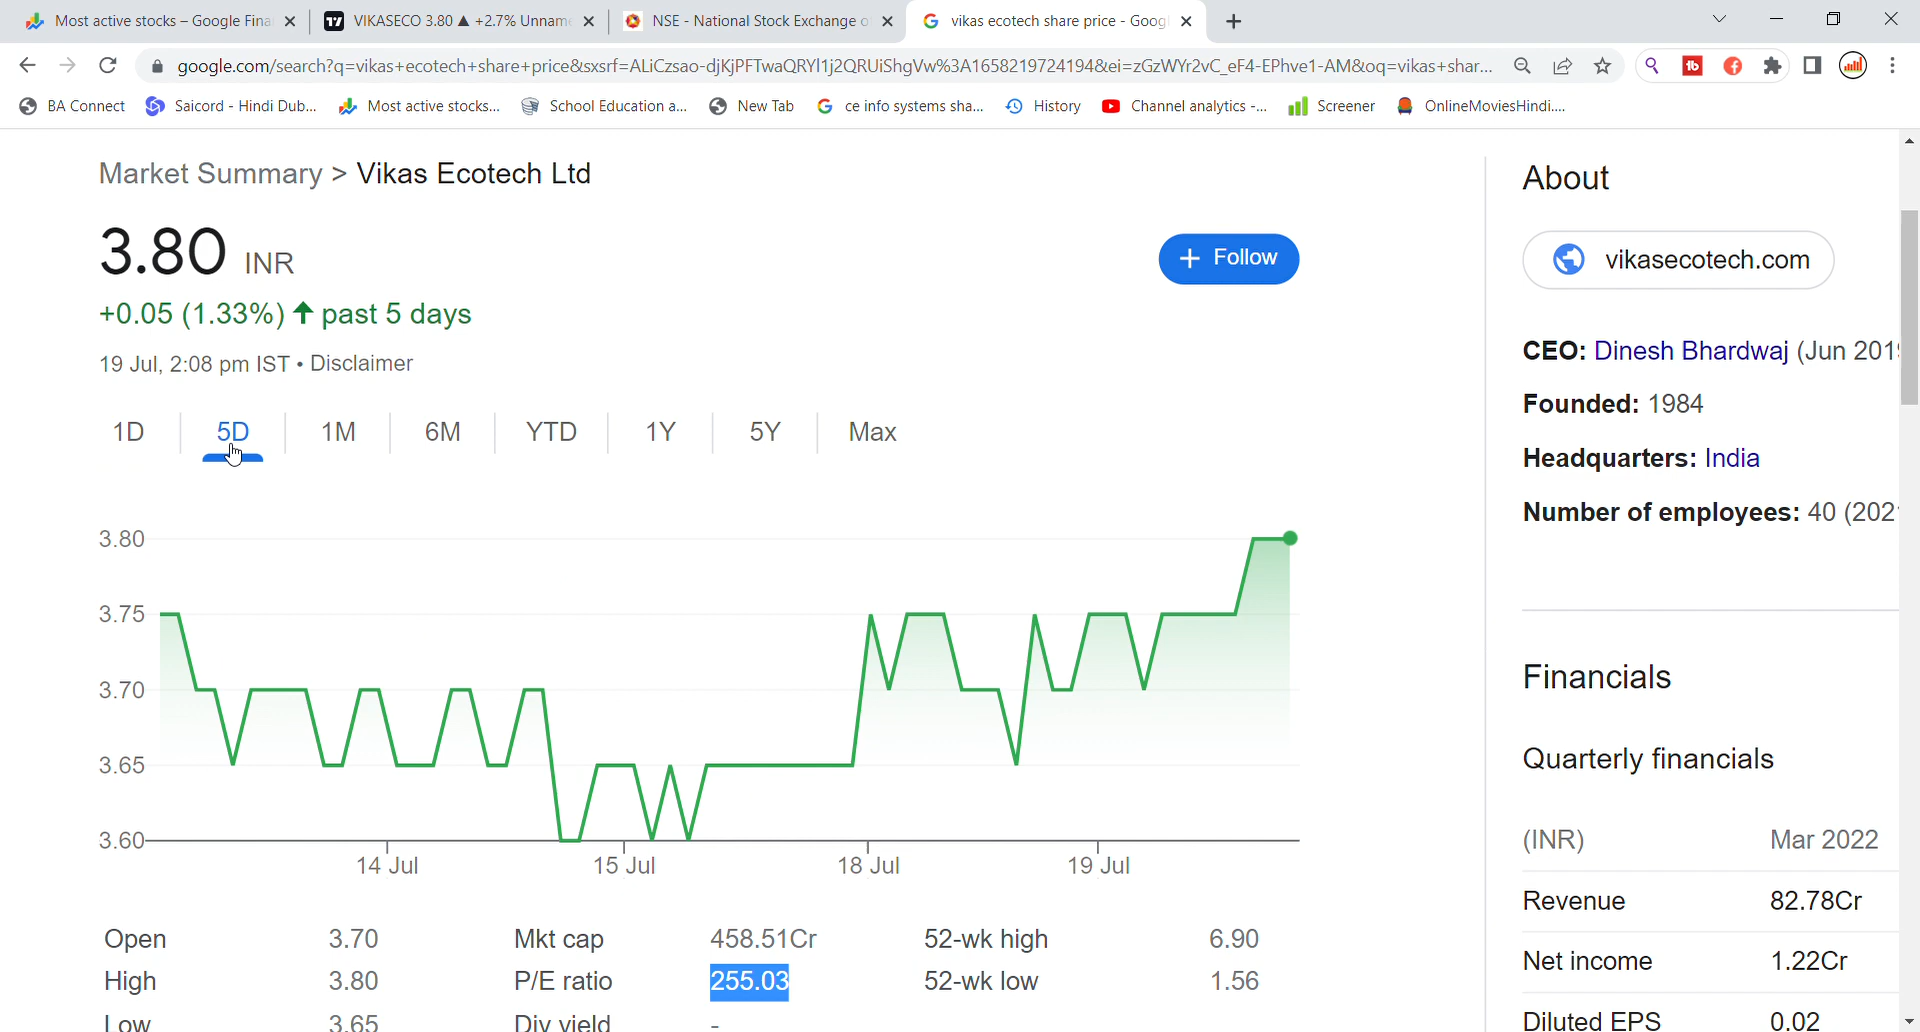 Most active stocks – Google Fina
VIKASECO 3.80 ▲ +2.7% Unnam
NSE - National Stock Exchange o
vikas ecotech share price - Goog
google.com/search?q=vikas+ecotech+share+price&sxsrf=ALiCzsao-djKjPFTwaQRYl1j2QRUiShgVw%3A1658219724194&ei=zGzWYr2vC_eF4-EPhve1-AM&oq=vikas+shar...
BA Connect
Saicord - Hindi Dub...
Most active stocks...
School Education a...
New Tab
ce info systems sha...
History
Channel analytics -...
Screener
OnlineMoviesHindi....
Market Summary > Vikas Ecotech Ltd
3.80 INR
+ Follow
+0.05 (1.33%) ↑ past 5 days
19 Jul, 2:08 pm IST • Disclaimer
1D 5D 1M 6M YTD 1Y 5Y Max
3.80
3.75
3.70
3.65
3.60
14 Jul 15 Jul 18 Jul 19 Jul
Open 3.70 Mkt cap 458.51Cr 52-wk high 6.90
High 3.80 P/E ratio 255.03 52-wk low 1.56
Low 3.65 Div yield -
About
vikasecotech.com
CEO: Dinesh Bhardwaj (Jun 201
Founded: 1984
Headquarters: India
Number of employees: 40 (202
Financials
Quarterly financials
(INR) Mar 2022
Revenue 82.78Cr
Net income 1.22Cr
Diluted EPS 0.02